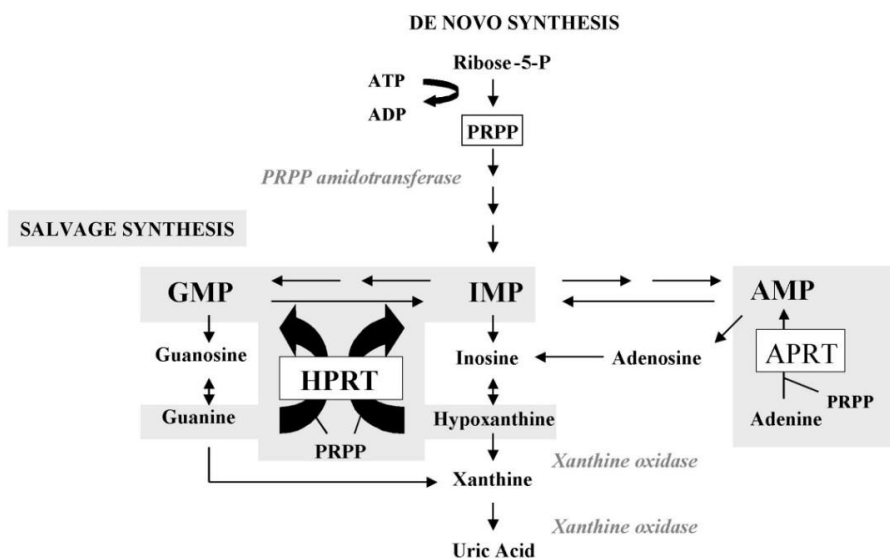 DE NOVO SYNTHESIS
Ribose-5-P
ATP
ADP
PRPP
PRPP amidotransferase
SALVAGE SYNTHESIS
GMP
IMP
AMP
Guanosine
Inosine
Adenosine
HPRT
APRT
Guanine
Hypoxanthine
PRPP
Adenine
PRPP
Xanthine oxidase
Xanthine
Xanthine oxidase
Uric Acid